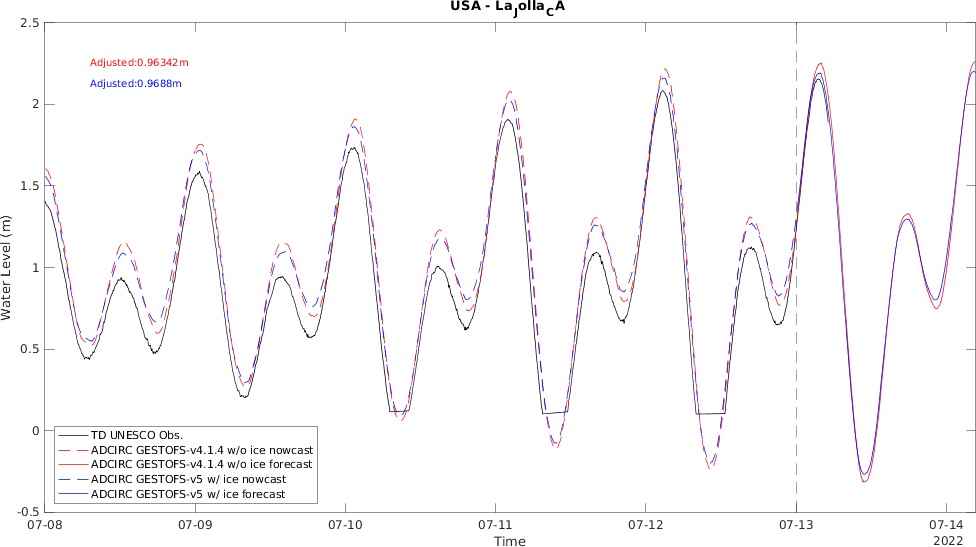 USA - LaJollaCA
Adjusted:0.96342m
Adjusted:0.9688m
2.5
2
1.5
1
0.5
0
-0.5
Water Level (m)
TD UNESCO Obs.
ADCIRC GESTOFS-v4.1.4 w/o ice nowcast
ADCIRC GESTOFS-v4.1.4 w/o ice forecast
ADCIRC GESTOFS-v5 w/ ice nowcast
ADCIRC GESTOFS-v5 w/ ice forecast
07-08 07-09 07-10 07-11 07-12 07-13 07-14
Time 2022